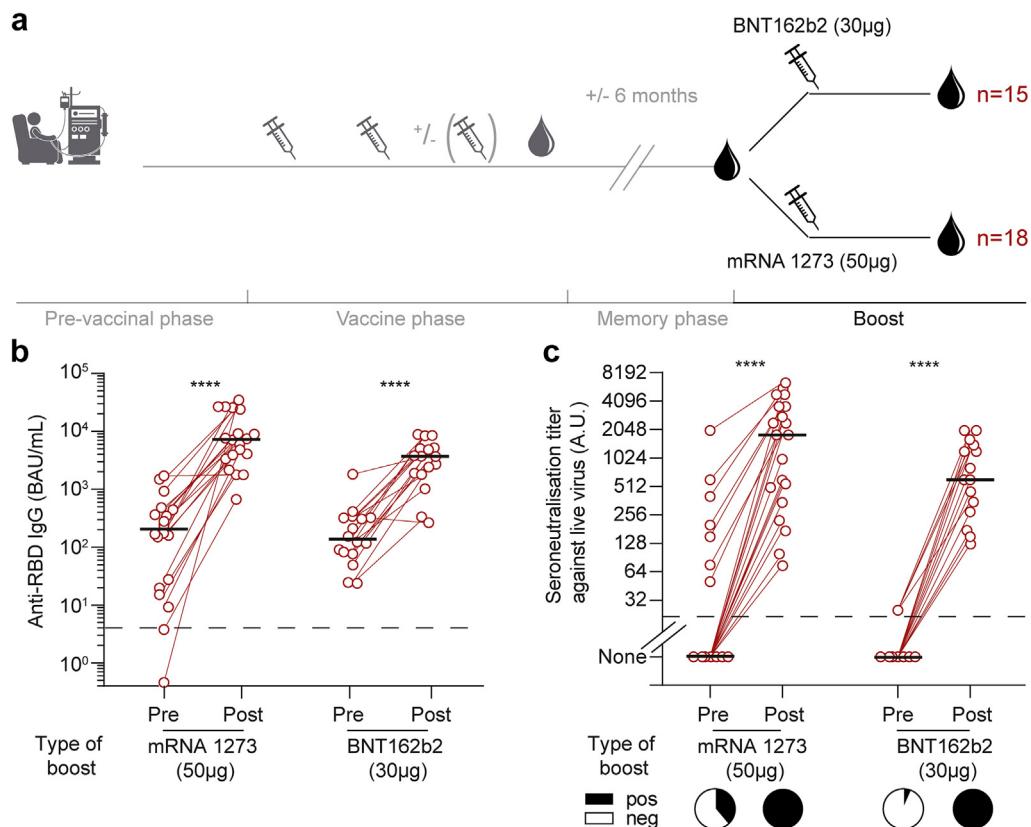 a
BNT162b2 (30µg)
+/- 6 months
n=15
+/- ( )
n=18
mRNA 1273 (50µg)
Pre-vaccinal phase
Vaccine phase
Memory phase
Boost
b
Anti-RBD IgG (BAU/mL)
10⁵
10⁴
10³
10²
10¹
10⁰
****
****
Pre
Post
Pre
Post
Type of
boost
mRNA 1273
(50µg)
BNT162b2
(30µg)
c
Seroneutralisation titer
against live virus (A.U.)
8192
4096
2048
1024
512
256
128
64
32
None
****
****
Pre
Post
Pre
Post
Type of
boost
mRNA 1273
(50µg)
BNT162b2
(30µg)
pos
neg